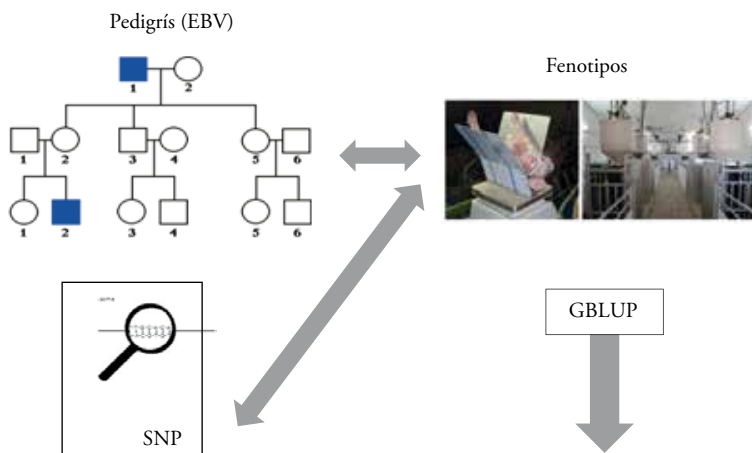 Pedigrís (EBV)
Fenotipos
1 2
1 2 3 4 5 6
1 2 3 4 5 6
GBLUP
SNP